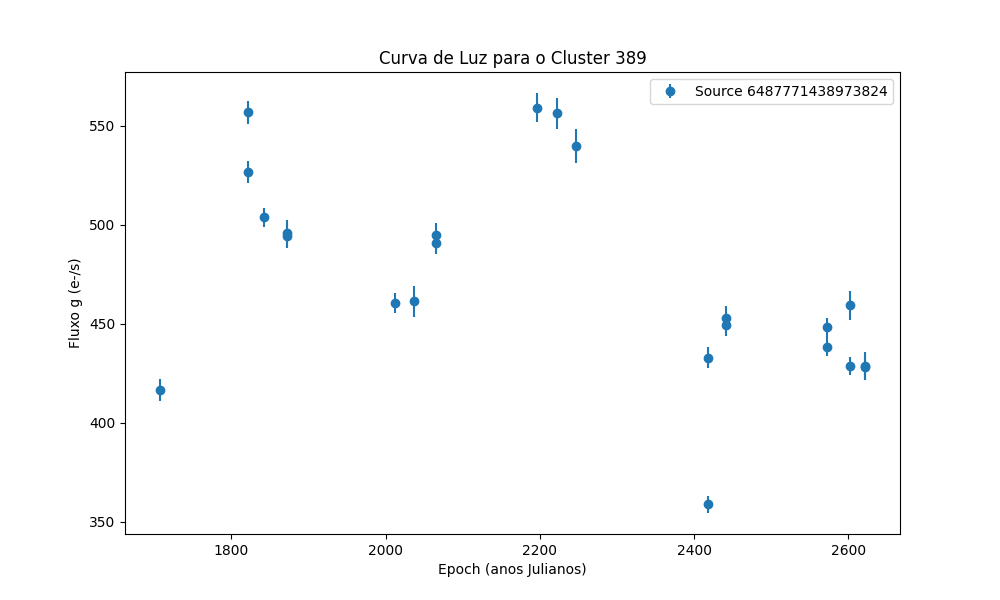 Curva de Luz para o Cluster 389
Source 6487771438973824
Fluxo g (e-/s)
550
500
450
400
350
1800
2000
2200
2400
2600
Epoch (anos Julianos)